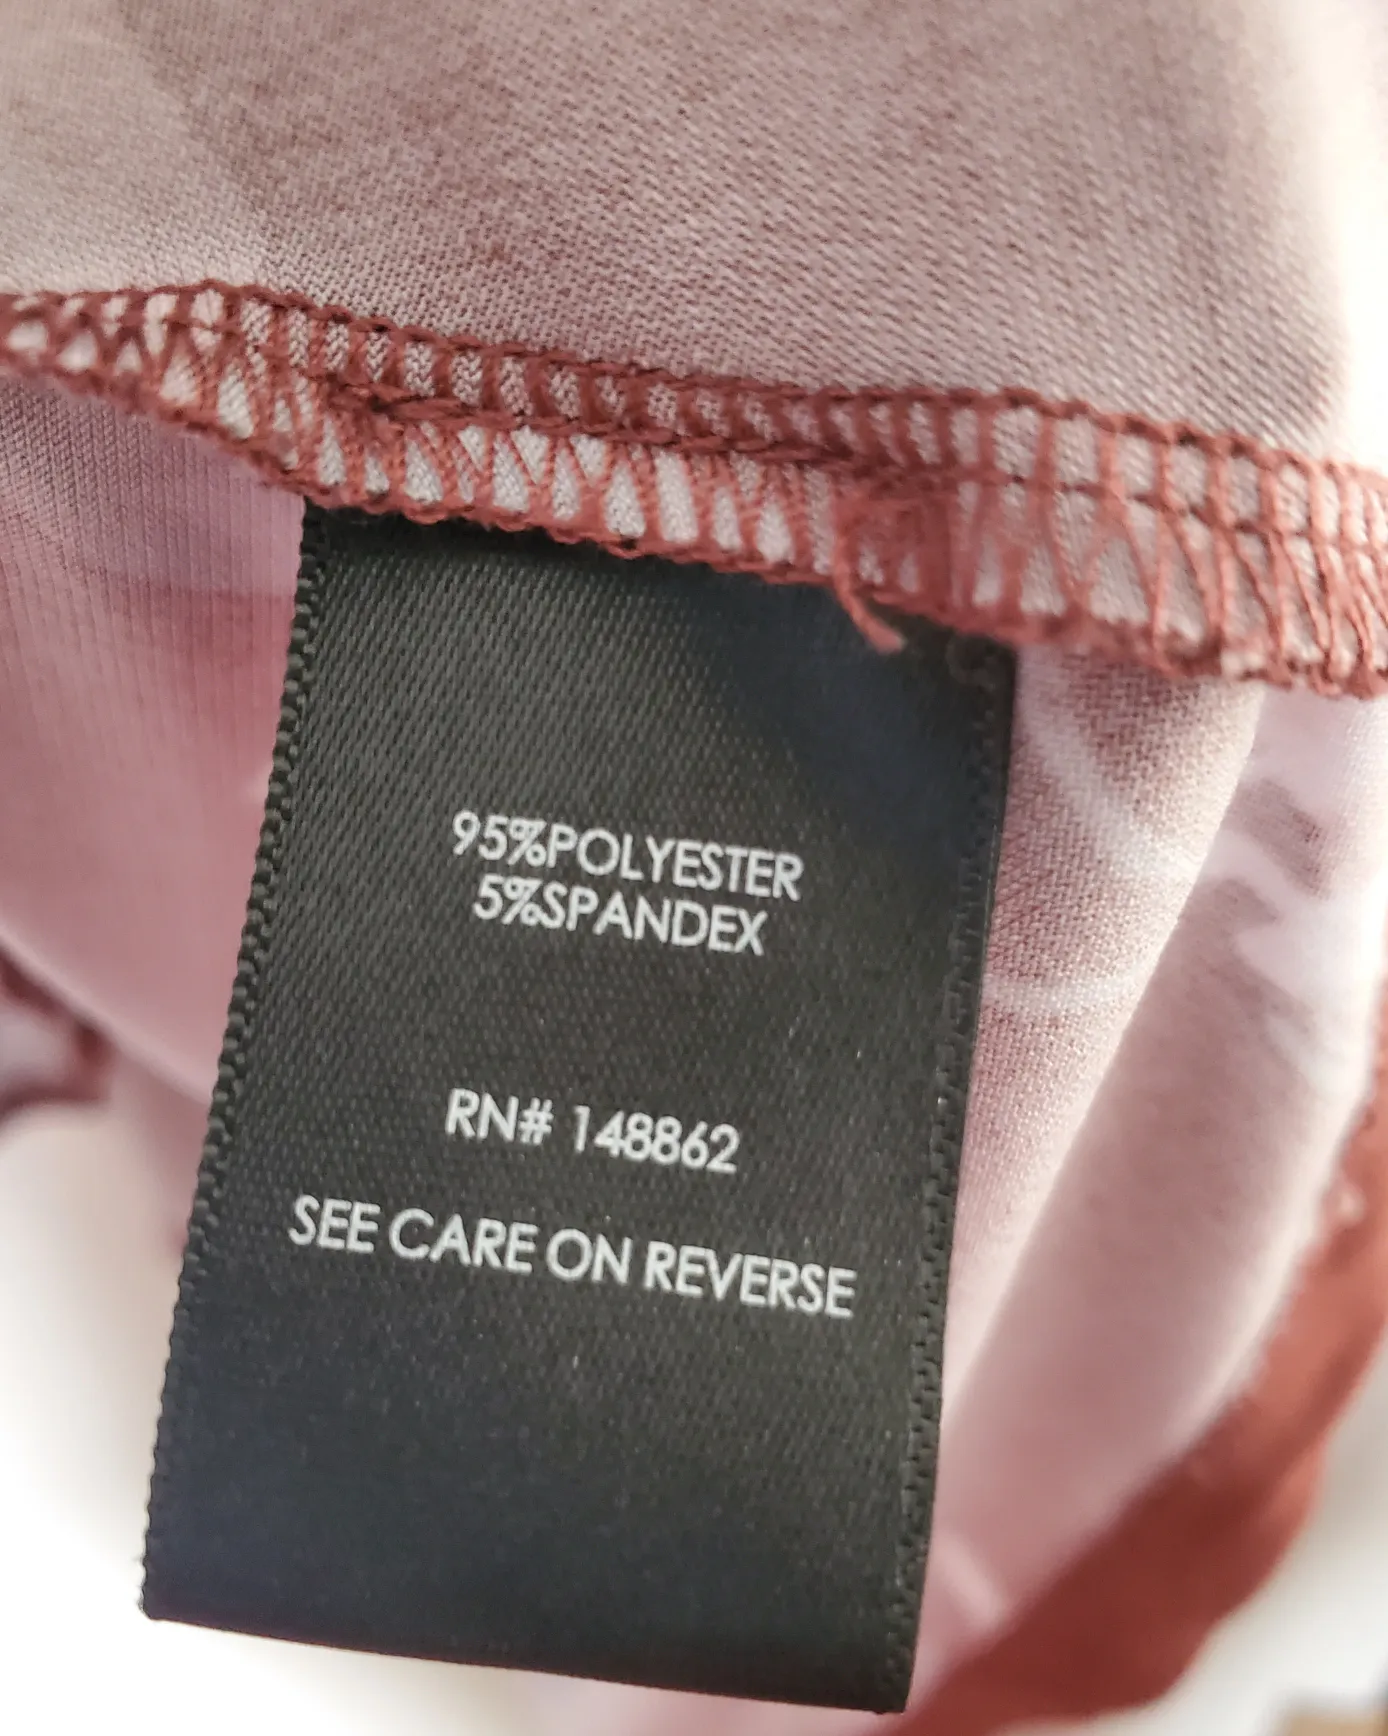 95%POLYESTER
5%SPANDEX
RN# 148862
SEE CARE ON REVERSE